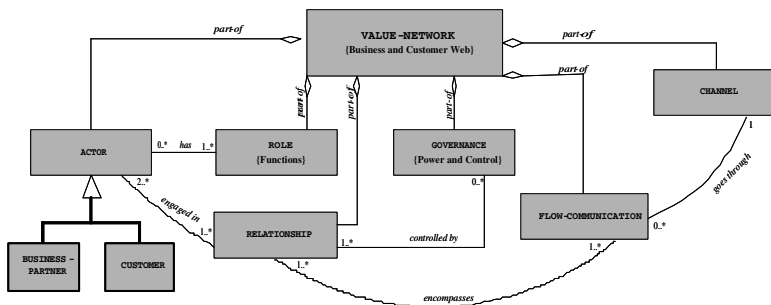 VALUE-NETWORK
{Business and Customer Web}
part-of
part-of
part-of
part-of
part-of
part-of
CHANNEL
1
ACTOR
0..*
has
1..*
ROLE
{Functions}
GOVERNANCE
{Power and Control}
0..*
goes through
2..*
engaged in
1..*
RELATIONSHIP
1..*
controlled by
FLOW-COMMUNICATION
0..*
1..*
1..*
BUSINESS -
PARTNER
CUSTOMER
encompasses